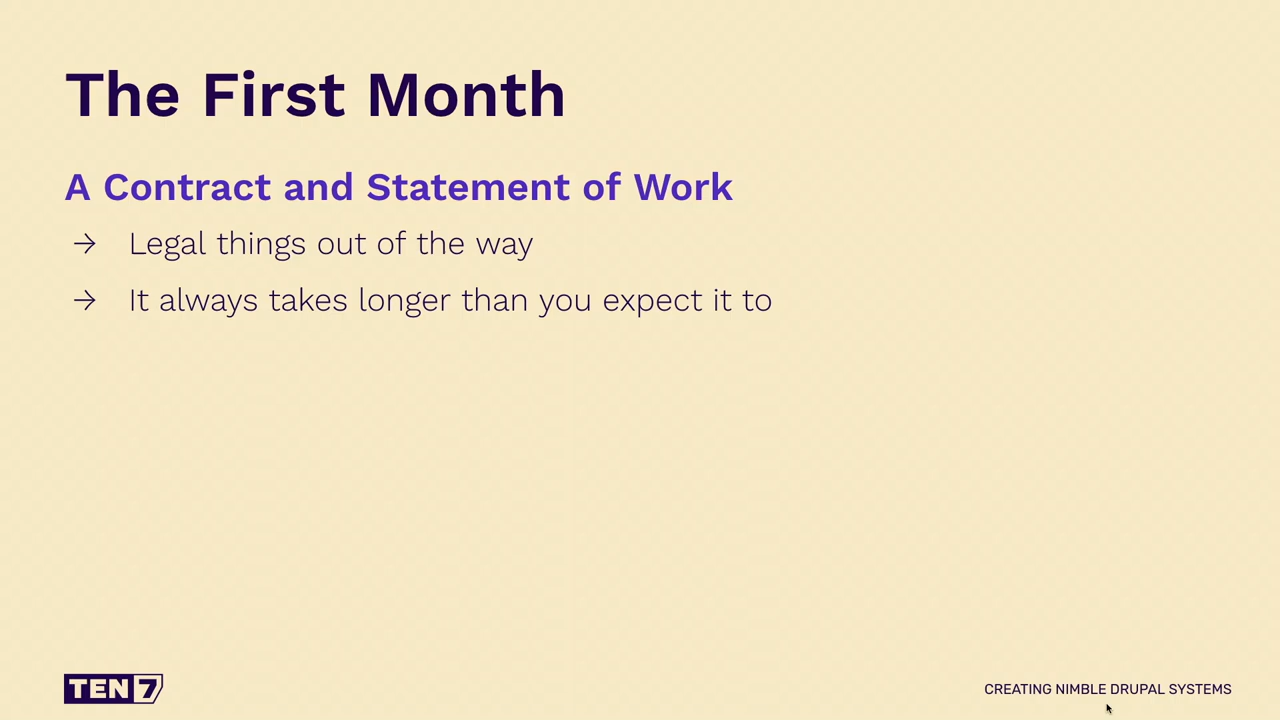 The First Month
A Contract and Statement of Work
→ Legal things out of the way
→ It always takes longer than you expect it to
TEN7
CREATING NIMBLE DRUPAL SYSTEMS